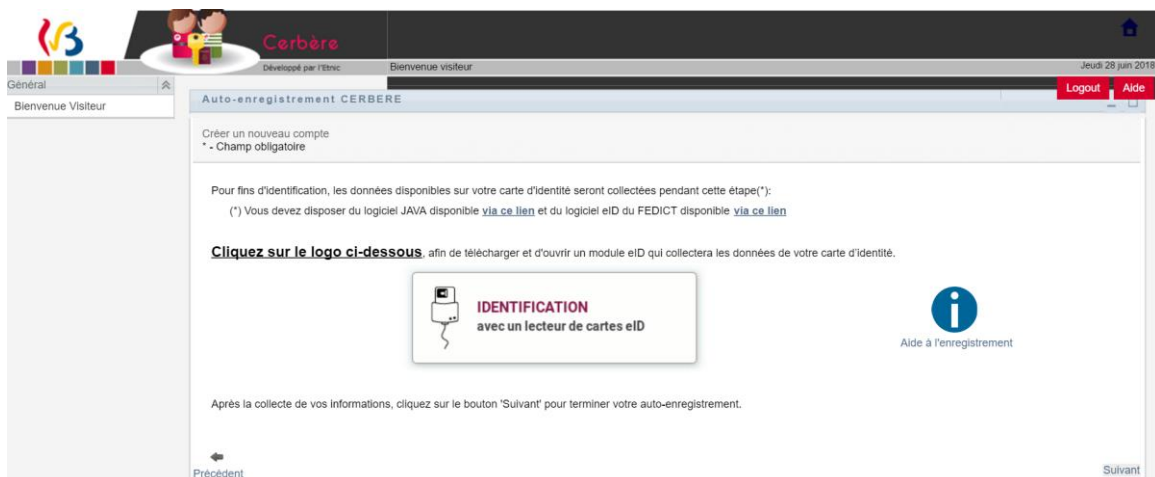 Cerbère
Développé par l'Etnic
Bienvenue visiteur
Jeudi 28 juin 2018
Logout
Aide
Général
Bienvenue Visiteur
Auto-enregistrement CERBERE
Créer un nouveau compte
* - Champ obligatoire
Pour fins d'identification, les données disponibles sur votre carte d'identité seront collectées pendant cette étape(*):
(*) Vous devez disposer du logiciel JAVA disponible via ce lien et du logiciel eID du FEDICT disponible via ce lien
Cliquez sur le logo ci-dessous, afin de télécharger et d'ouvrir un module eID qui collectera les données de votre carte d'identité.
IDENTIFICATION
avec un lecteur de cartes eID
Aide à l'enregistrement
Après la collecte de vos informations, cliquez sur le bouton 'Suivant' pour terminer votre auto-enregistrement.
Précédent
Suivant